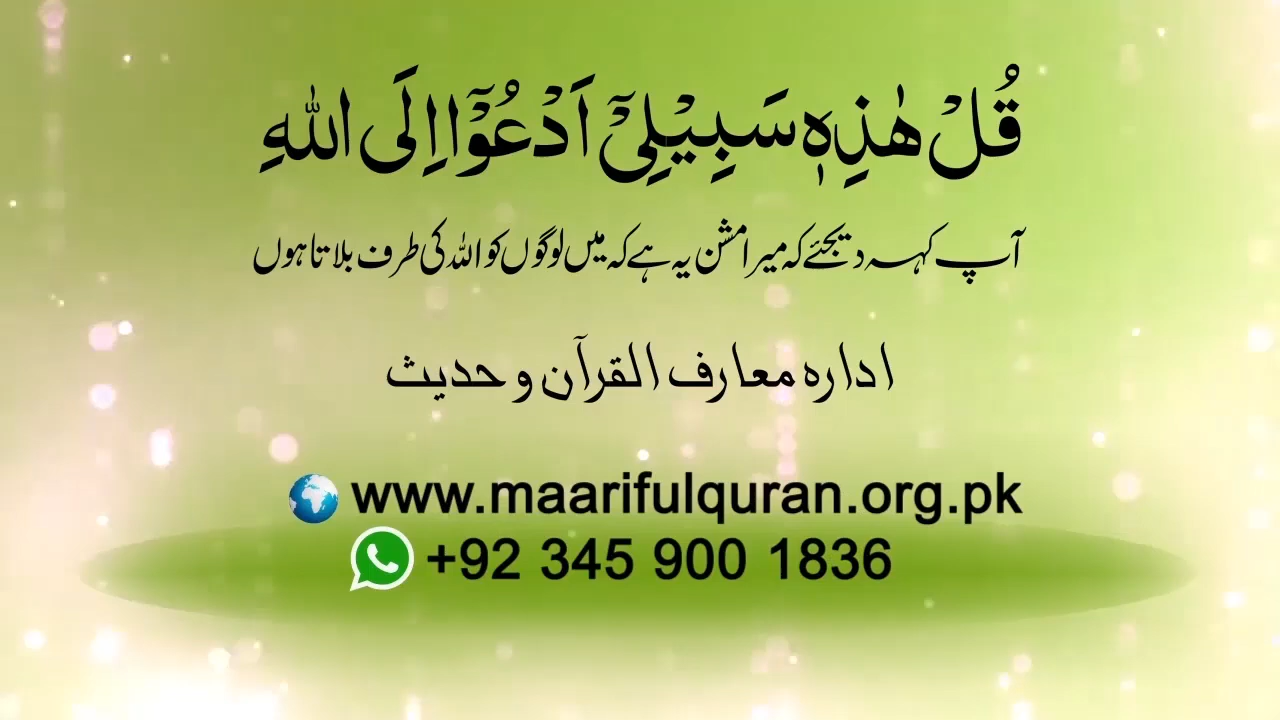 قُلْ هٰذِهٖ سَبِيْلِيْٓ اَدْعُوْٓا اِلَى اللّٰهِ
آپ کہہ دیجئے کہ میرا مشن یہ ہے کہ میں لوگوں کو اللہ کی طرف بلاتا ہوں
ادارہ معارف القرآن و حدیث
www.maarifulquran.org.pk
+92 345 900 1836